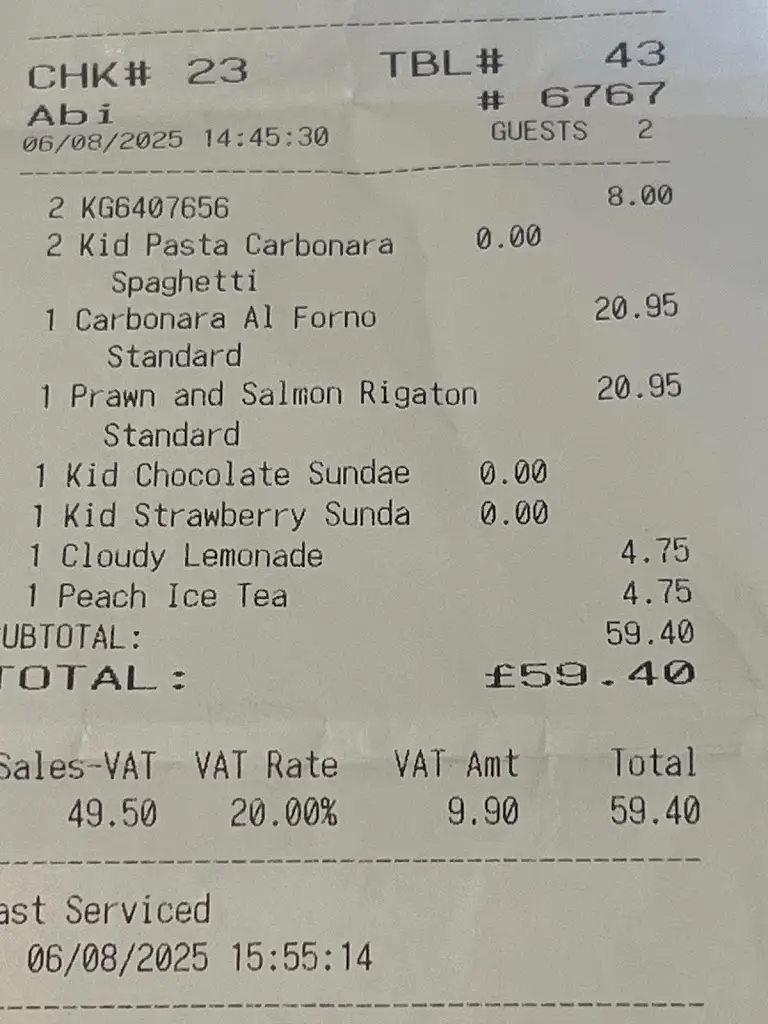 CHK# 23 TBL# 43
Abi # 6767
06/08/2025 14:45:30 GUESTS 2
2 KG6407656 8.00
2 Kid Pasta Carbonara 0.00
Spaghetti
1 Carbonara Al Forno 20.95
Standard
1 Prawn and Salmon Rigaton 20.95
Standard
1 Kid Chocolate Sundae 0.00
1 Kid Strawberry Sunda 0.00
1 Cloudy Lemonade 4.75
1 Peach Ice Tea 4.75
UBTOTAL: 59.40
TOTAL: £59.40
Sales-VAT VAT Rate VAT Amt Total
49.50 20.00% 9.90 59.40
ast Serviced
06/08/2025 15:55:14